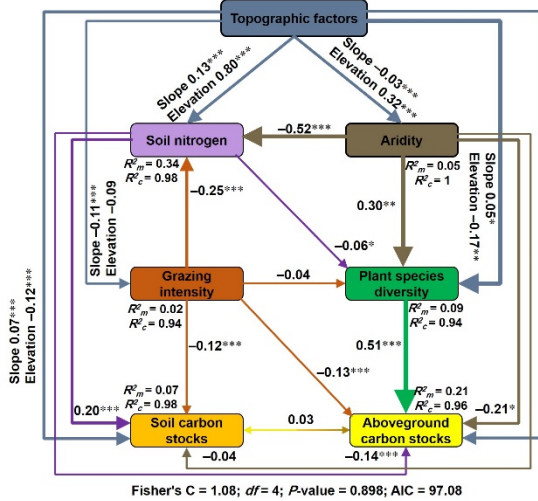 Topographic factors
Slope 0.13***
Elevation 0.80***
Slope –0.03***
Elevation 0.32***
Soil nitrogen
–0.52***
Aridity
R²m = 0.34
R²c = 0.98
R²m = 0.05
R²c = 1
Slope –0.11***
Elevation –0.09
–0.25***
0.30**
Slope 0.05*
Elevation –0.17**
–0.06*
Grazing
intensity
–0.04
Plant species
diversity
R²m = 0.02
R²c = 0.94
R²m = 0.09
R²c = 0.94
Slope 0.07***
Elevation –0.12***
–0.12***
–0.13***
0.51***
R²m = 0.07
R²c = 0.98
R²m = 0.21
R²c = 0.96
0.20***
Soil carbon
stocks
0.03
Aboveground
carbon stocks
–0.21*
–0.04
–0.14***
Fisher's C = 1.08; df = 4; P-value = 0.898; AIC = 97.08